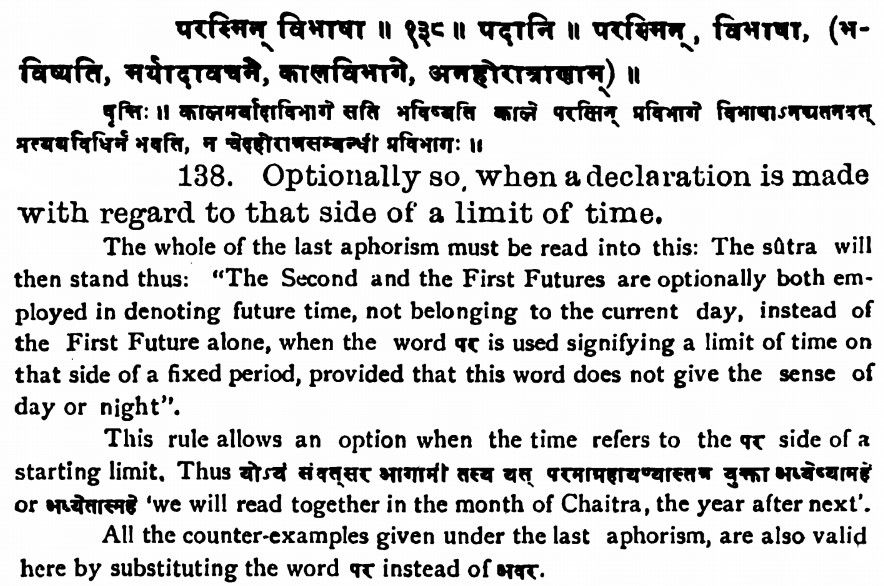 परस्मिन् विभाषा ॥ १३८ ॥ पदानि ॥ परस्मिन्, विभाषा, (भ-
विष्यति, मर्यादावचने, कालविभागे, अनहोरात्राणाम्) ॥
वृत्तिः ॥ कालमर्यादाविभागे सति भविष्यति काले परस्मिन् प्रविभागे विभाषाऽनद्यतनवत्
प्रत्ययविधिर्न भवति, न चेदहोरात्रसम्बन्धी प्रविभागः ॥
138. Optionally so, when a declaration is made
with regard to that side of a limit of time.
The whole of the last aphorism must be read into this: The sûtra will
then stand thus: “The Second and the First Futures are optionally both em-
ployed in denoting future time, not belonging to the current day, instead of
the First Future alone, when the word पर is used signifying a limit of time on
that side of a fixed period, provided that this word does not give the sense of
day or night”.
This rule allows an option when the time refers to the पर side of a
starting limit. Thus योऽयं संवत्सर आगामी तस्य यत् परमाग्रहायण्यास्तत्र युक्ता अध्येष्यामहे
or अध्येतास्महे ‘we will read together in the month of Chaitra, the year after next’.
All the counter-examples given under the last aphorism, are also valid
here by substituting the word पर instead of अवर.